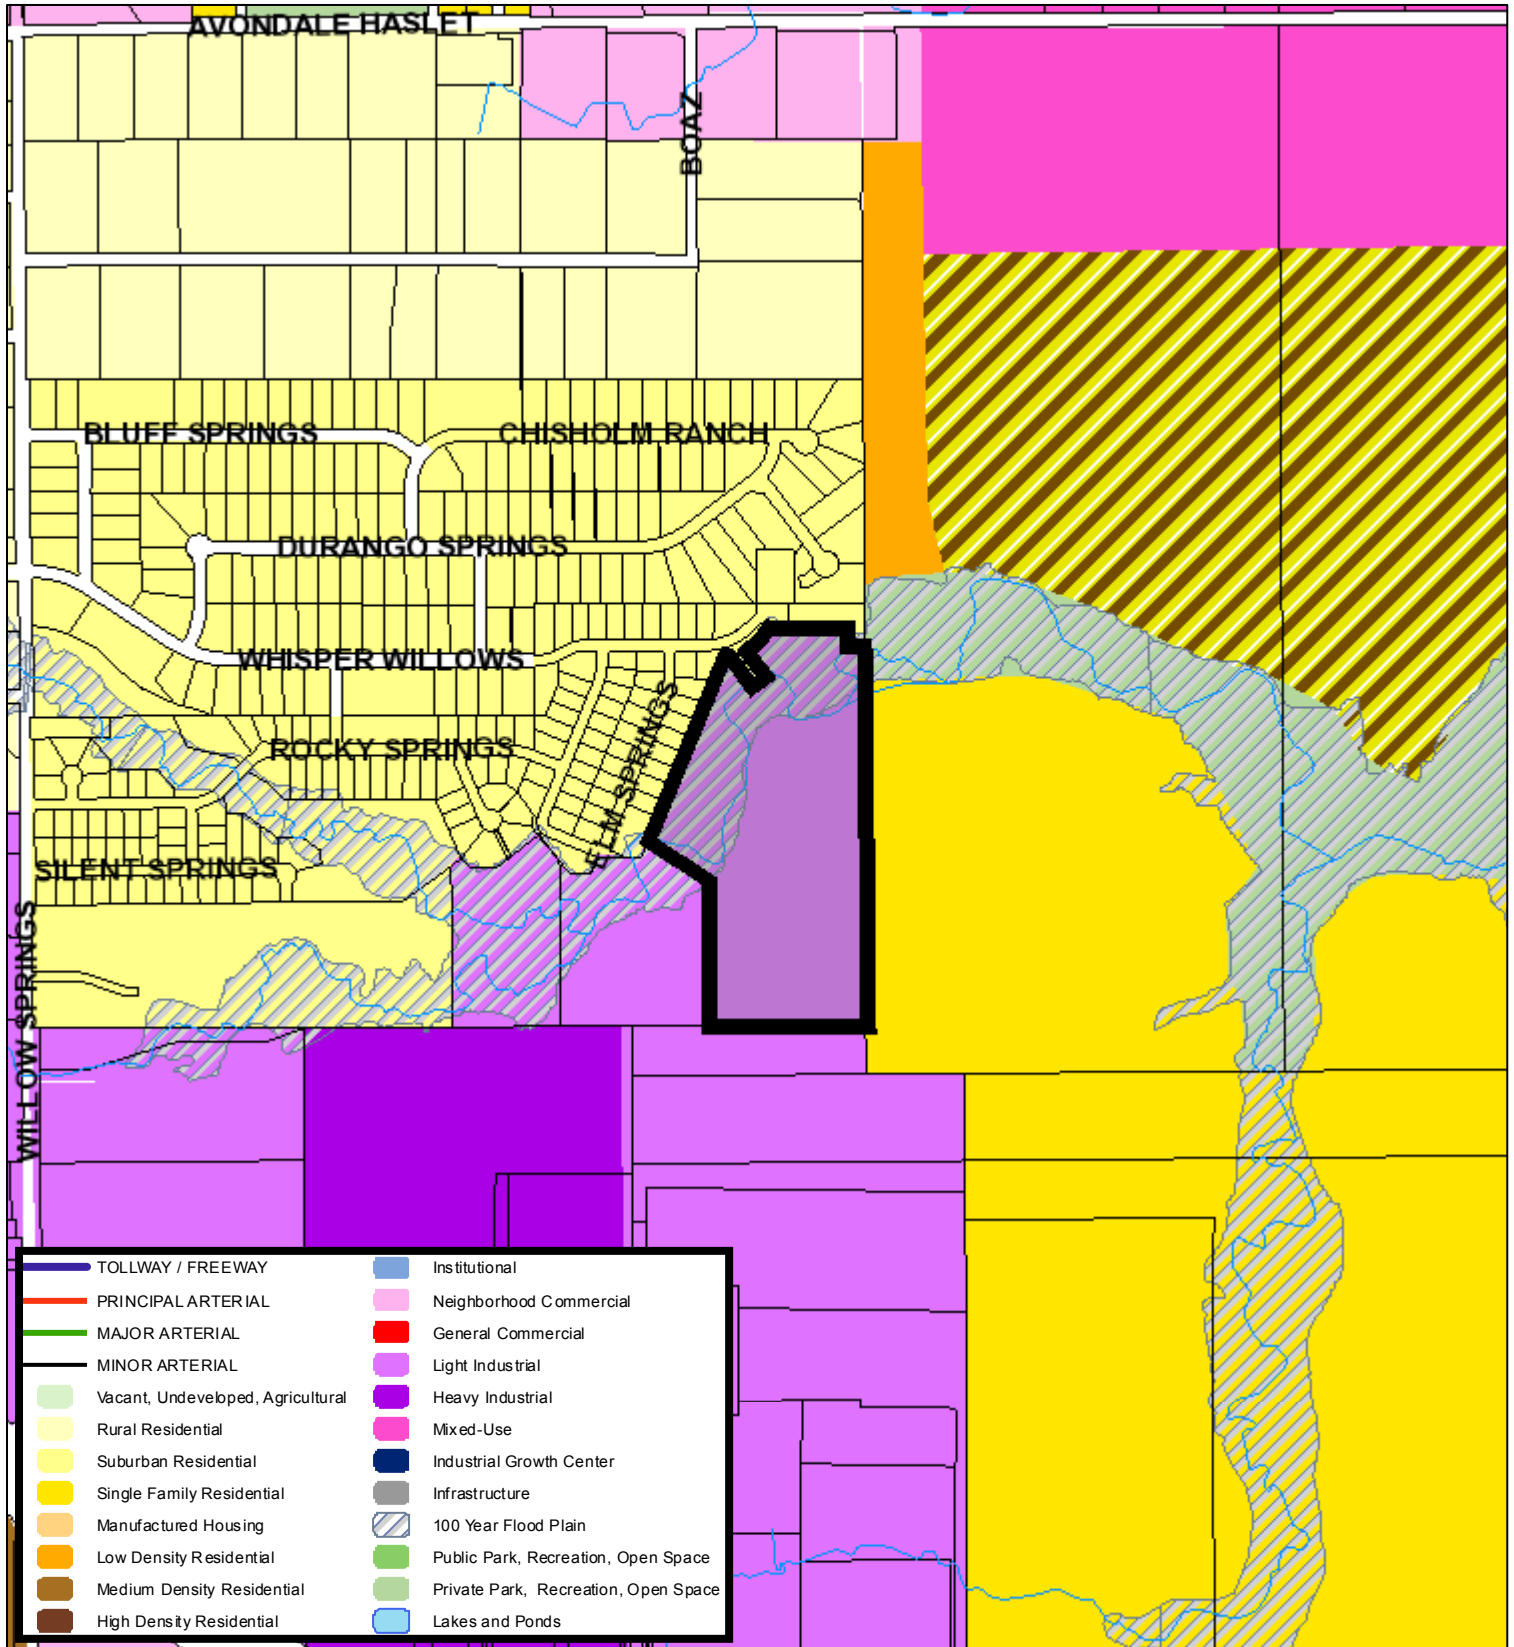 AVONDALE HASLET
BOAZ
BLUFF SPRINGS
CHISHOLM RANCH
DURANGO SPRINGS
WHISPER WILLOWS
ELM SPRINGS
ROCKY SPRINGS
SILENT SPRINGS
WILLOW SPRINGS
TOLLWAY / FREEWAY
PRINCIPAL ARTERIAL
MAJOR ARTERIAL
MINOR ARTERIAL
Vacant, Undeveloped, Agricultural
Rural Residential
Suburban Residential
Single Family Residential
Manufactured Housing
Low Density Residential
Medium Density Residential
High Density Residential
Institutional
Neighborhood Commercial
General Commercial
Light Industrial
Heavy Industrial
Mixed-Use
Industrial Growth Center
Infrastructure
100 Year Flood Plain
Public Park, Recreation, Open Space
Private Park, Recreation, Open Space
Lakes and Ponds